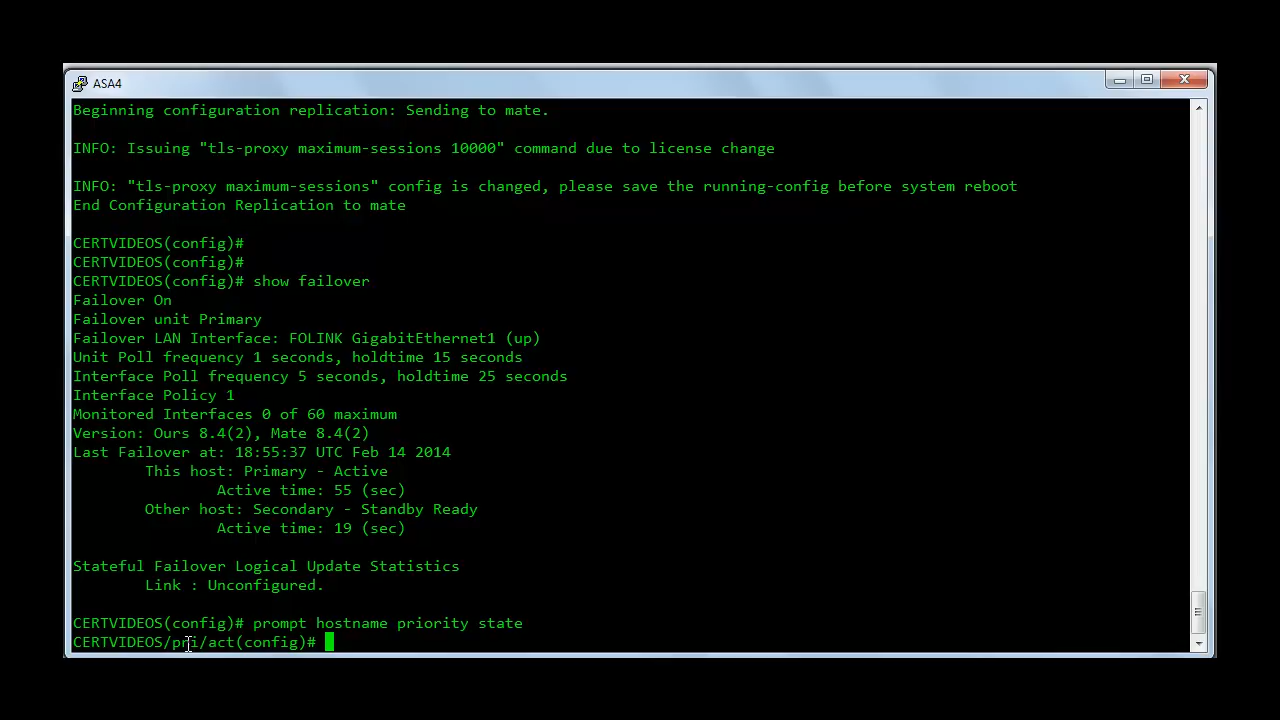 ASA4
Beginning configuration replication: Sending to mate.
INFO: Issuing "tls-proxy maximum-sessions 10000" command due to license change
INFO: "tls-proxy maximum-sessions" config is changed, please save the running-config before system reboot
End Configuration Replication to mate
CERTVIDEOS(config)#
CERTVIDEOS(config)#
CERTVIDEOS(config)# show failover
Failover On
Failover unit Primary
Failover LAN Interface: FOLINK GigabitEthernet1 (up)
Unit Poll frequency 1 seconds, holdtime 15 seconds
Interface Poll frequency 5 seconds, holdtime 25 seconds
Interface Policy 1
Monitored Interfaces 0 of 60 maximum
Version: Ours 8.4(2), Mate 8.4(2)
Last Failover at: 18:55:37 UTC Feb 14 2014
This host: Primary - Active
Active time: 55 (sec)
Other host: Secondary - Standby Ready
Active time: 19 (sec)
Stateful Failover Logical Update Statistics
Link : Unconfigured.
CERTVIDEOS(config)# prompt hostname priority state
CERTVIDEOS/pri/act(config)#